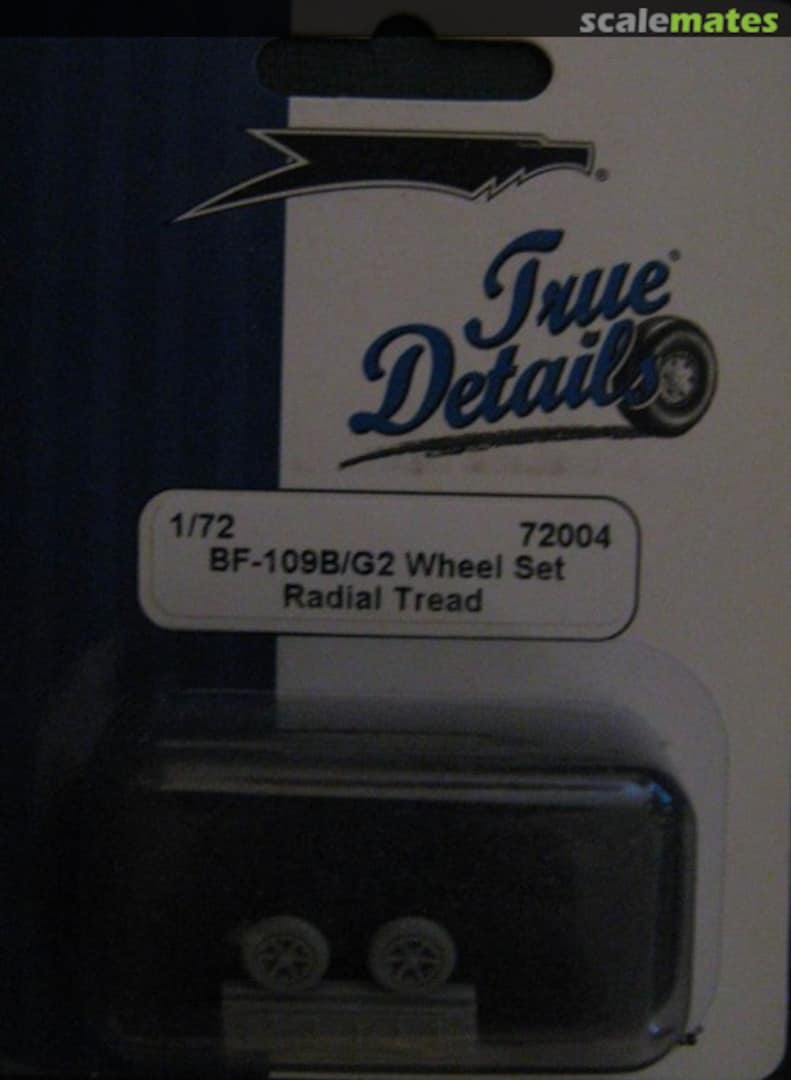 scalemates
®
True®
Details
1/72 72004
BF-109B/G2 Wheel Set
Radial Tread